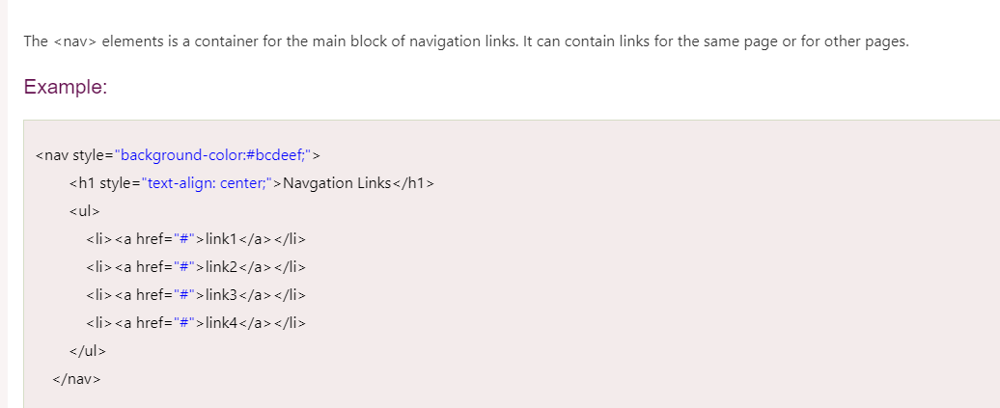 The <nav> elements is a container for the main block of navigation links. It can contain links for the same page or for other pages.
Example:
<nav style="background-color:#bcdeef;">
<h1 style="text-align: center;">Navgation Links</h1>
<ul>
<li><a href="#">link1</a></li>
<li><a href="#">link2</a></li>
<li><a href="#">link3</a></li>
<li><a href="#">link4</a></li>
</ul>
</nav>